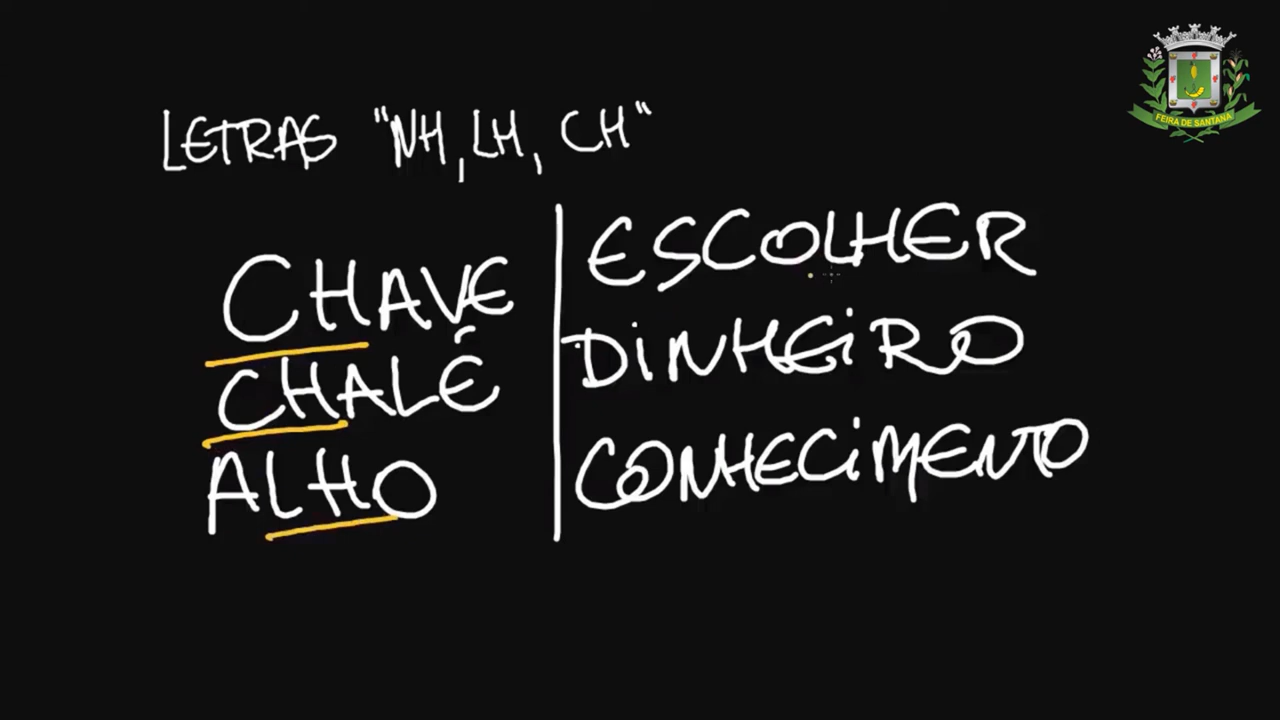 LETRAS "NH, LH, CH"
CHAVE
CHALÉ
ALHO
ESCOLHER
DINHEIRO
CONHECIMENTO
FEIRA DE SANTANA